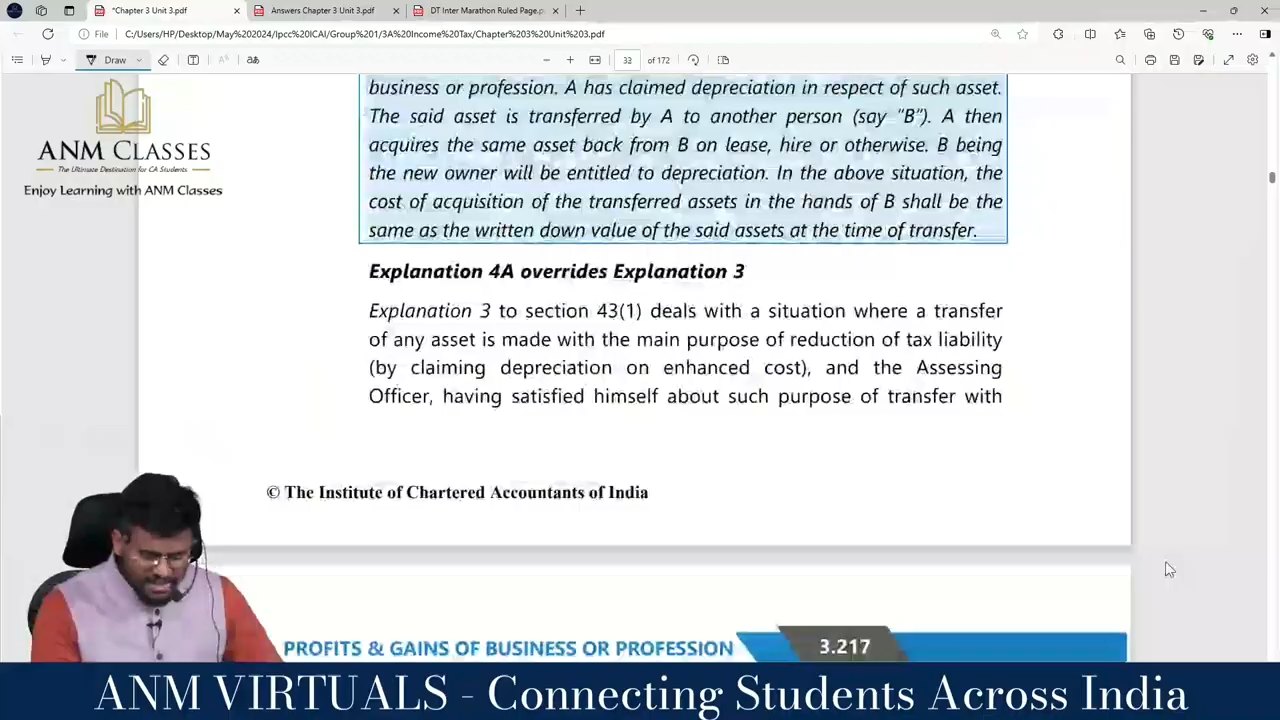 *Chapter 3 Unit 3.pdf
Answers Chapter 3 Unit 3.pdf
DT Inter Marathon Ruled Page.p
File
C:/Users/HP/Desktop/May%202024/Ipcc%20ICAI/Group%201/3A%20Income%20Tax/Chapter%203%20Unit%203.pdf
Draw
32 of 172
ANM CLASSES
The Ultimate Destination for CA Students
Enjoy Learning with ANM Classes
business or profession. A has claimed depreciation in respect of such asset.
The said asset is transferred by A to another person (say "B"). A then
acquires the same asset back from B on lease, hire or otherwise. B being
the new owner will be entitled to depreciation. In the above situation, the
cost of acquisition of the transferred assets in the hands of B shall be the
same as the written down value of the said assets at the time of transfer.
Explanation 4A overrides Explanation 3
Explanation 3 to section 43(1) deals with a situation where a transfer
of any asset is made with the main purpose of reduction of tax liability
(by claiming depreciation on enhanced cost), and the Assessing
Officer, having satisfied himself about such purpose of transfer with
© The Institute of Chartered Accountants of India
PROFITS & GAINS OF BUSINESS OR PROFESSION 3.217
ANM VIRTUALS - Connecting Students Across India